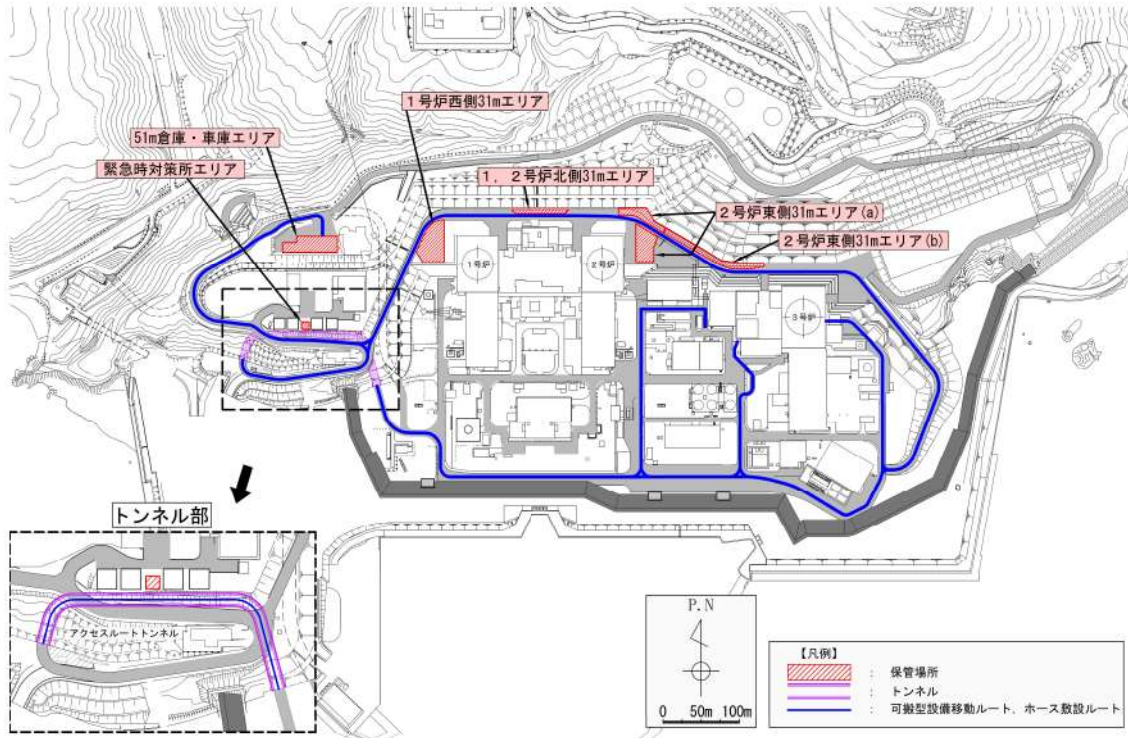 1号炉西側31mエリア
51m倉庫・車庫エリア
緊急時対策所エリア
1,2号炉北側31mエリア
2号炉東側31mエリア(a)
2号炉東側31mエリア(b)
1号炉
2号炉
3号炉
トンネル部
アクセスルートトンネル
P.N
0 50m 100m
【凡例】
: 保管場所
: トンネル
: 可搬型設備移動ルート,ホース敷設ルート